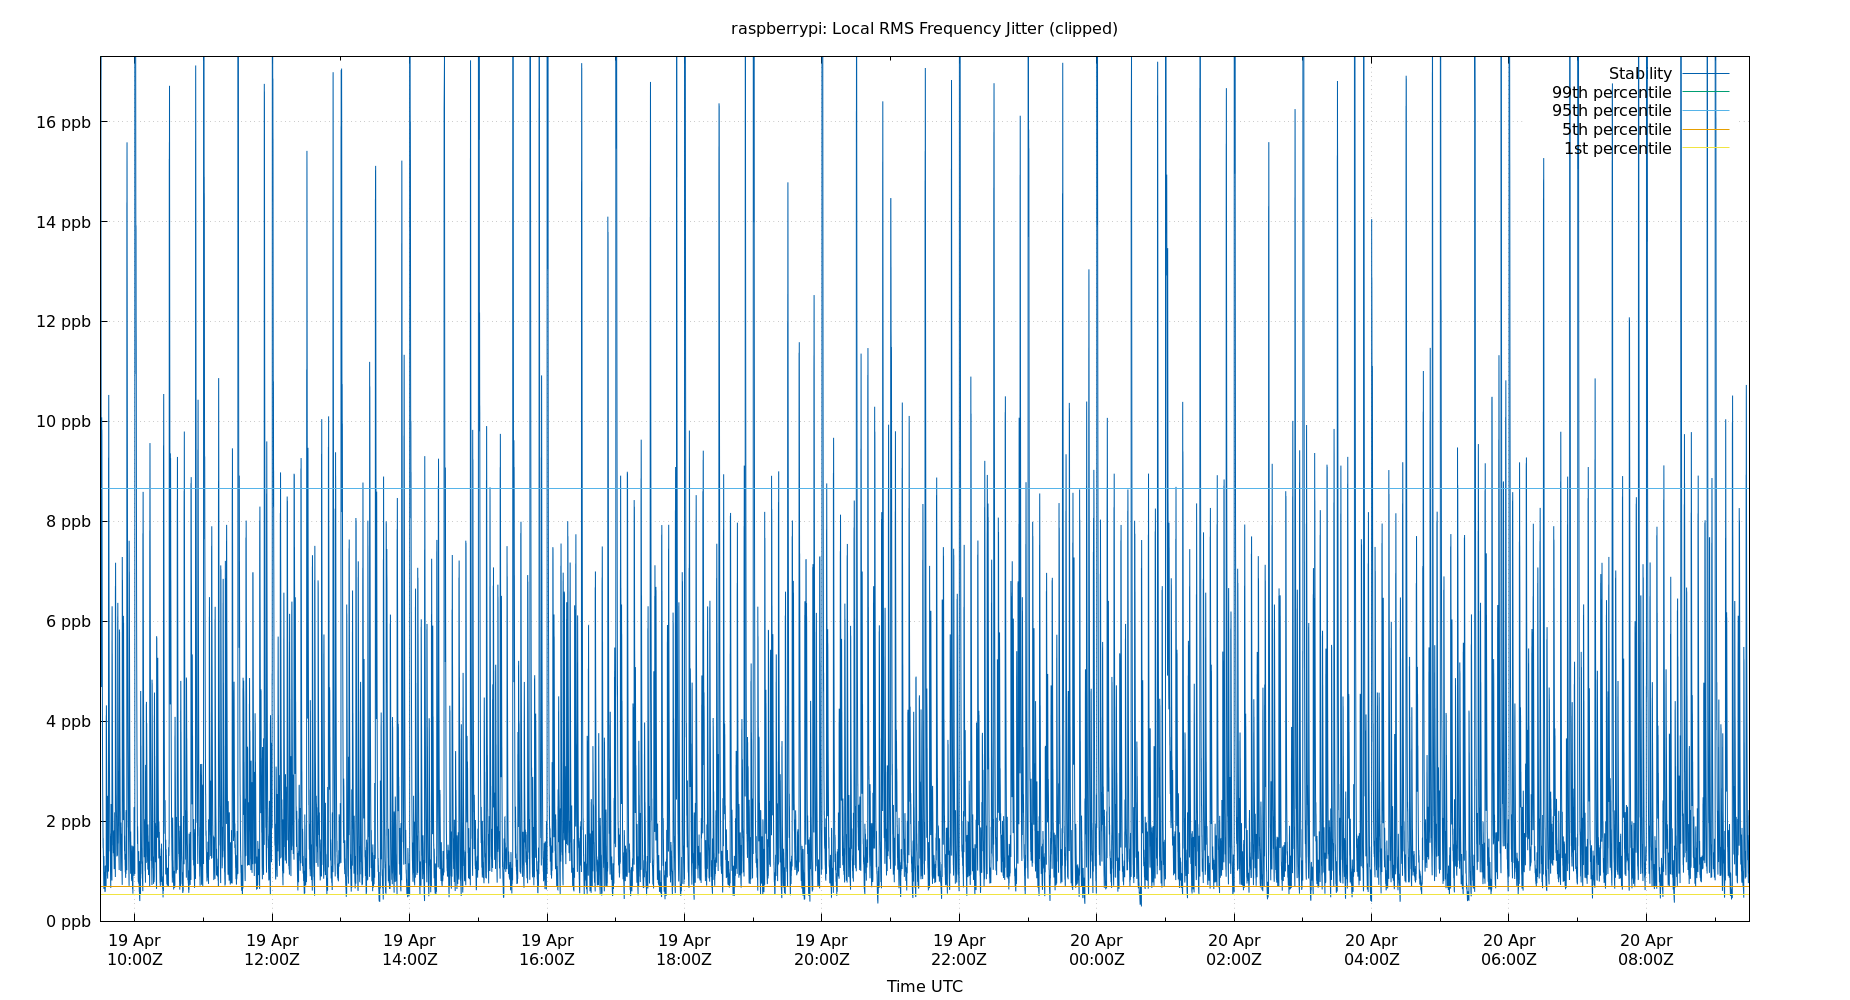 raspberrypi: Local RMS Frequency Jitter (clipped)
Stability
99th percentile
95th percentile
5th percentile
1st percentile
16 ppb
14 ppb
12 ppb
10 ppb
8 ppb
6 ppb
4 ppb
2 ppb
0 ppb
19 Apr 19 Apr 19 Apr 19 Apr 19 Apr 19 Apr 19 Apr 20 Apr 20 Apr 20 Apr 20 Apr 20 Apr
10:00Z 12:00Z 14:00Z 16:00Z 18:00Z 20:00Z 22:00Z 00:00Z 02:00Z 04:00Z 06:00Z 08:00Z
Time UTC